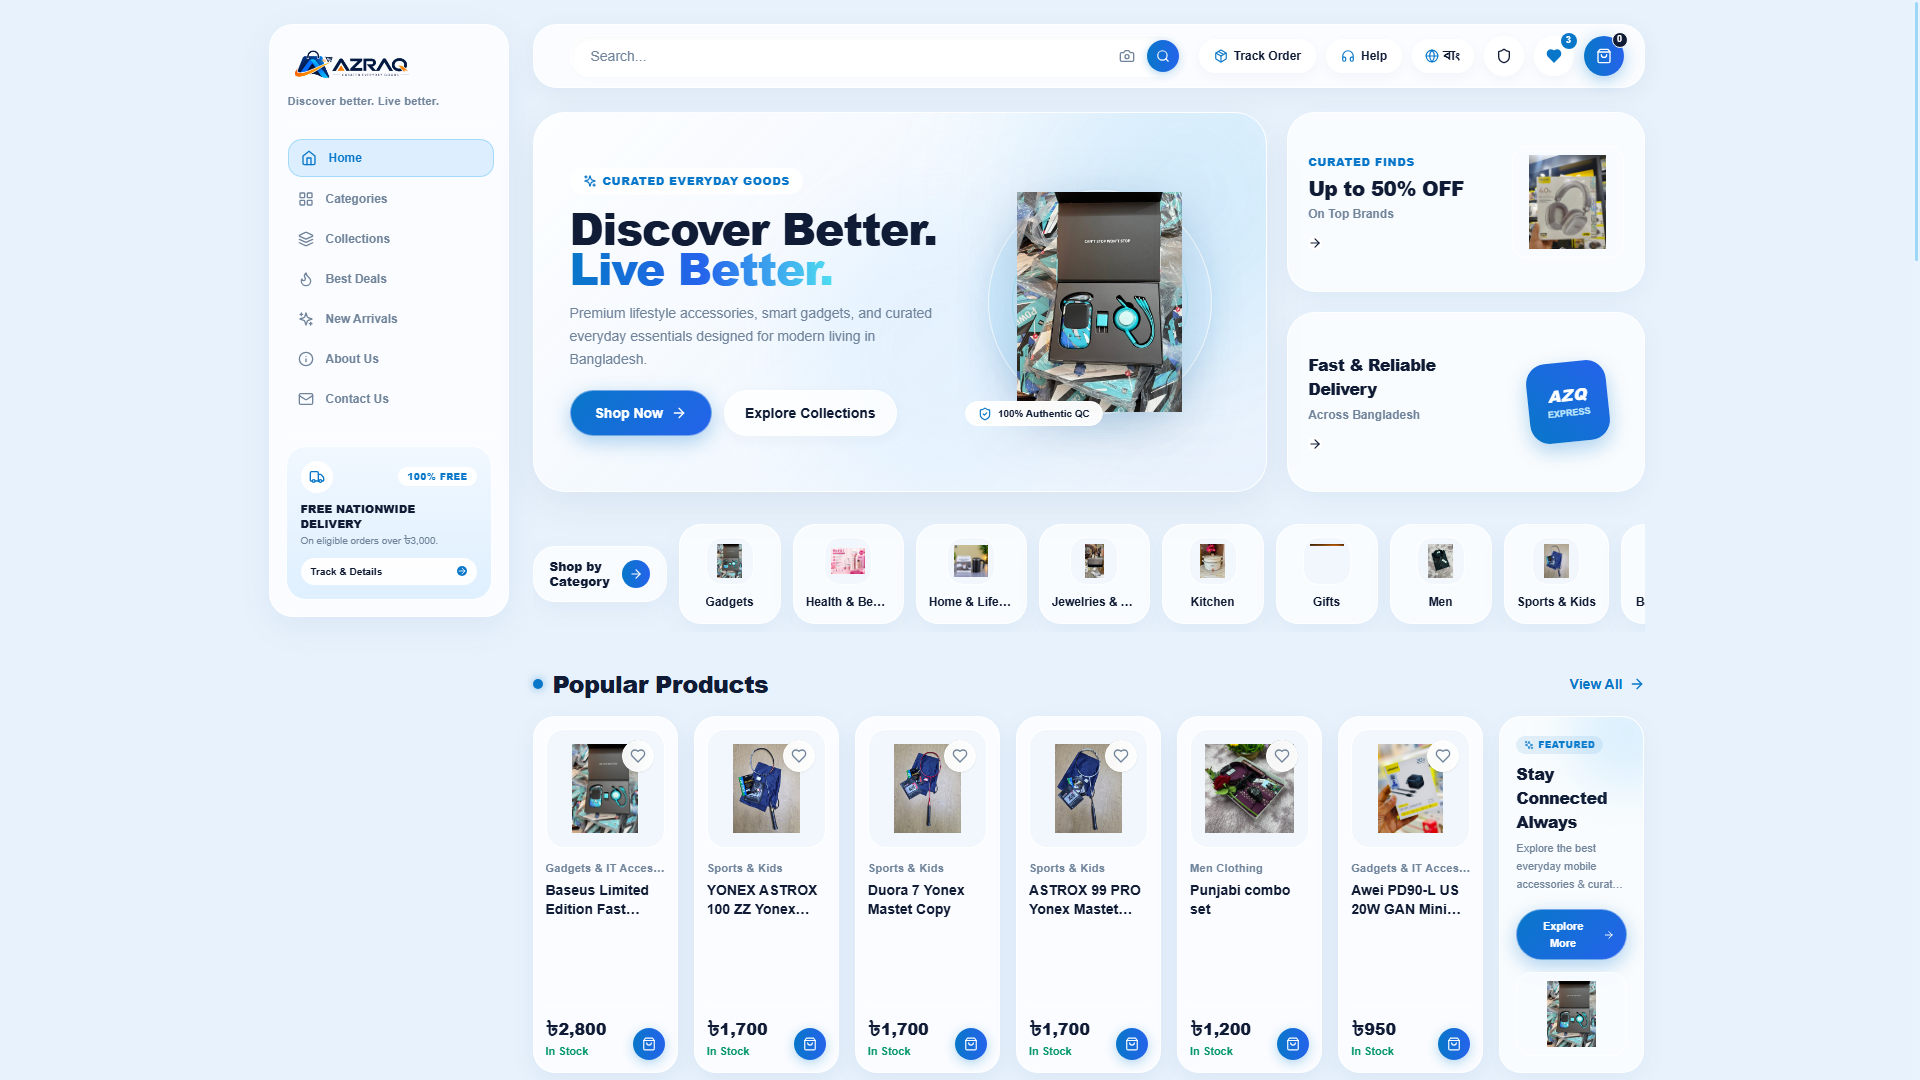 AZRAQ
Discover better. Live better.
Home
Categories
Collections
Best Deals
New Arrivals
About Us
Contact Us
100% FREE
FREE NATIONWIDE
DELIVERY
On eligible orders over ৳3,000.
Track & Details
Search...
Track Order
Help
বাং
3
0
CURATED EVERYDAY GOODS
Discover Better.
Live Better.
Premium lifestyle accessories, smart gadgets, and curated
everyday essentials designed for modern living in
Bangladesh.
Shop Now
Explore Collections
CAN'T STOP WON'T STOP
100% Authentic QC
CURATED FINDS
Up to 50% OFF
On Top Brands
Fast & Reliable
Delivery
Across Bangladesh
AZQ
EXPRESS
Shop by
Category
Gadgets
Health & Be...
Home & Life...
Jewelries & ...
Kitchen
Gifts
Men
Sports & Kids
B
Popular Products
View All
Gadgets & IT Acces...
Baseus Limited
Edition Fast...
৳2,800
In Stock
Sports & Kids
YONEX ASTROX
100 ZZ Yonex...
৳1,700
In Stock
Sports & Kids
Duora 7 Yonex
Mastet Copy
৳1,700
In Stock
Sports & Kids
ASTROX 99 PRO
Yonex Mastet...
৳1,700
In Stock
Men Clothing
Punjabi combo
set
৳1,200
In Stock
Gadgets & IT Acces...
Awei PD90-L US
20W GAN Mini...
৳950
In Stock
FEATURED
Stay
Connected
Always
Explore the best
everyday mobile
accessories & curat...
Explore
More